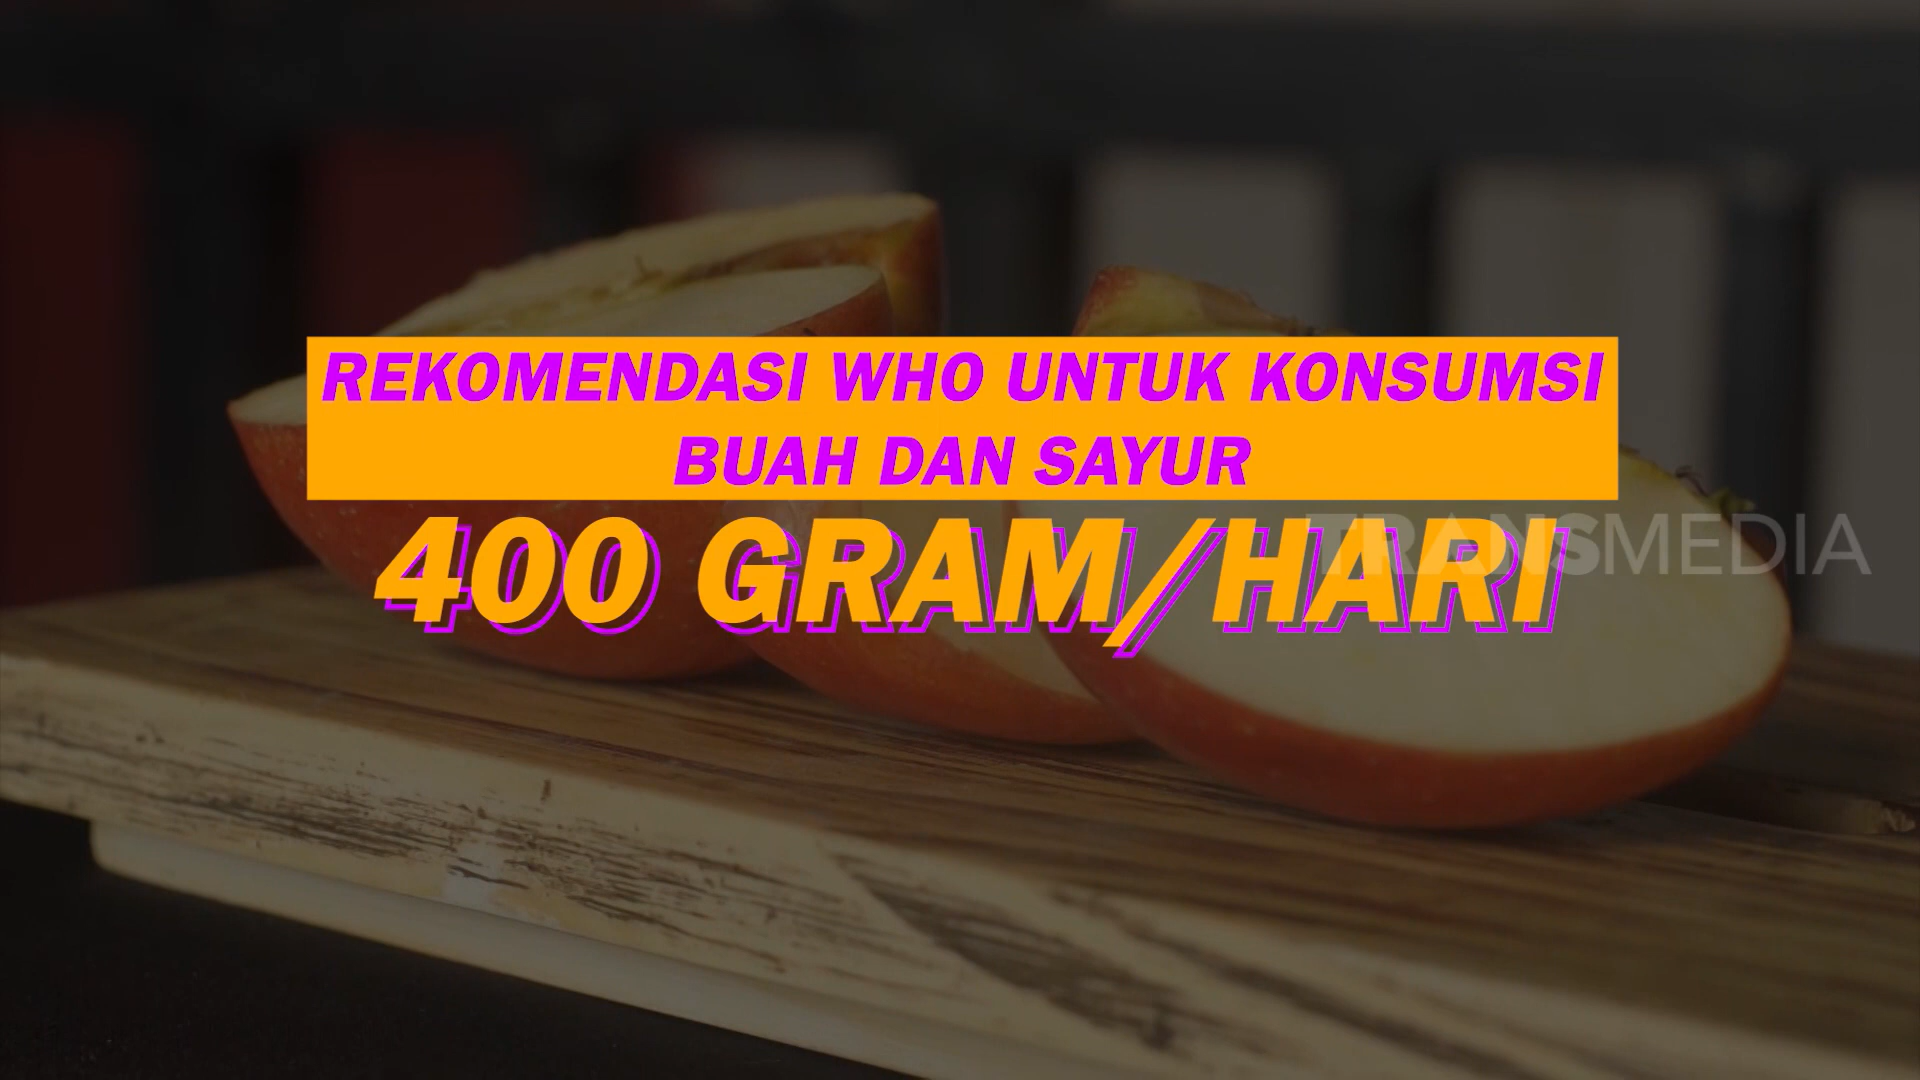 REKOMENDASI WHO UNTUK KONSUMSI
BUAH DAN SAYUR
400 GRAM/HARI
TRANSMEDIA